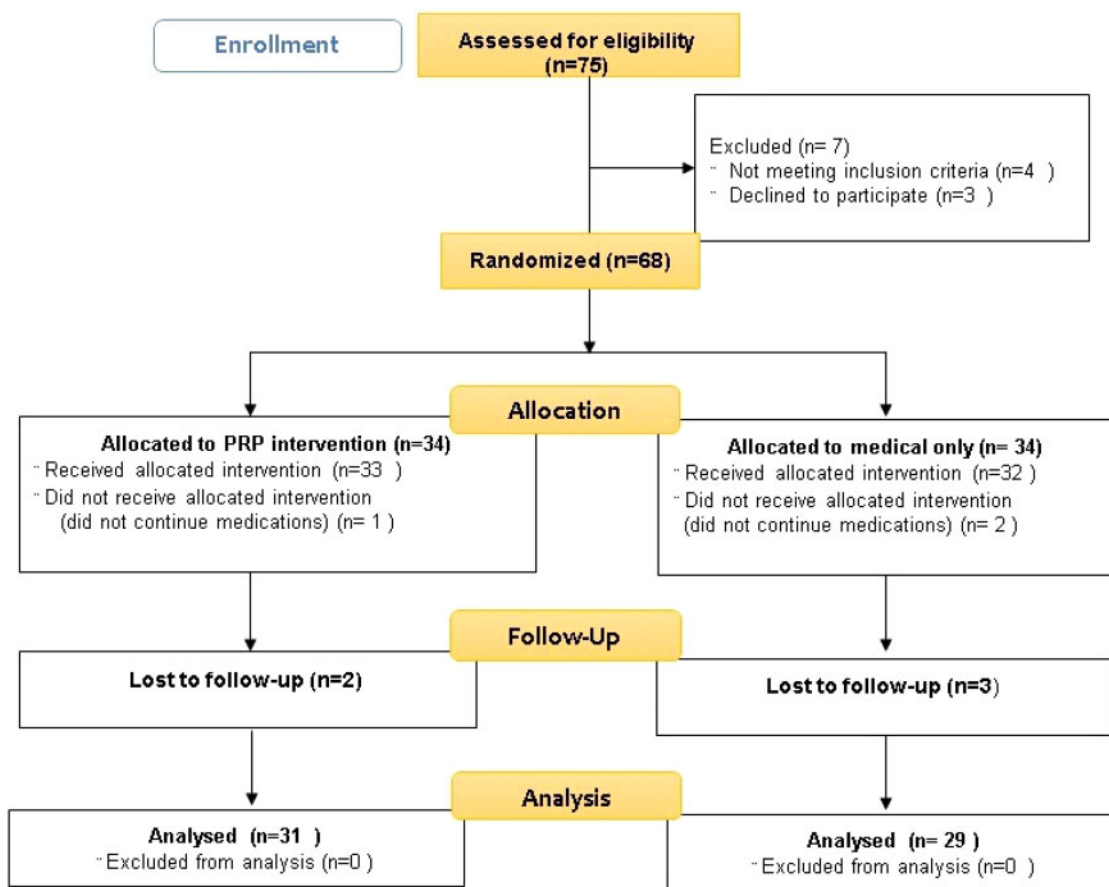 Enrollment
Assessed for eligibility
(n=75)
Excluded (n= 7)
¨ Not meeting inclusion criteria (n=4 )
¨ Declined to participate (n=3 )
Randomized (n=68)
Allocation
Allocated to PRP intervention (n=34)
¨ Received allocated intervention (n=33 )
¨ Did not receive allocated intervention
(did not continue medications) (n= 1 )
Allocated to medical only (n= 34)
¨ Received allocated intervention (n=32 )
¨ Did not receive allocated intervention
(did not continue medications) (n= 2 )
Follow-Up
Lost to follow-up (n=2)
Lost to follow-up (n=3)
Analysis
Analysed (n=31 )
¨ Excluded from analysis (n=0 )
Analysed (n= 29 )
¨ Excluded from analysis (n=0 )